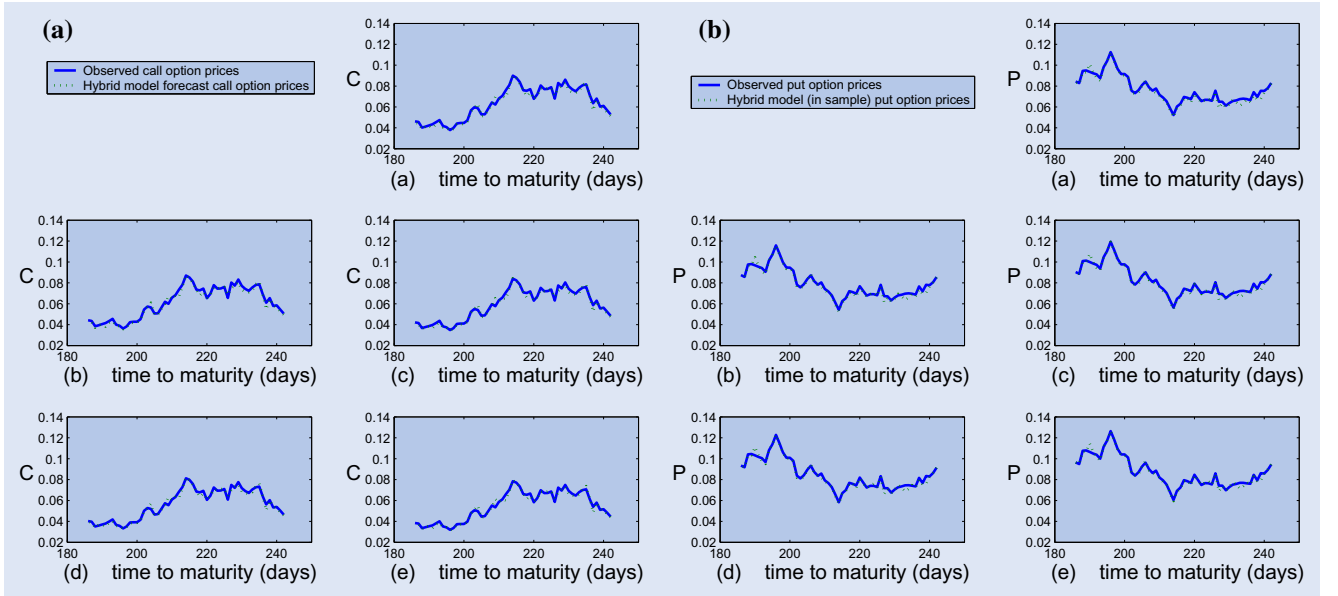 (a)
Observed call option prices
Hybrid model forecast call option prices
C
0.14
0.12
0.1
0.08
0.06
0.04
0.02
180 200 220 240
(a) time to maturity (days)
(b)
Observed put option prices
Hybrid model (in sample) put option prices
P
0.14
0.12
0.1
0.08
0.06
0.04
0.02
180 200 220 240
(a) time to maturity (days)
C
0.14
0.12
0.1
0.08
0.06
0.04
0.02
180 200 220 240
(b) time to maturity (days)
C
0.14
0.12
0.1
0.08
0.06
0.04
0.02
180 200 220 240
(c) time to maturity (days)
P
0.14
0.12
0.1
0.08
0.06
0.04
0.02
180 200 220 240
(b) time to maturity (days)
P
0.14
0.12
0.1
0.08
0.06
0.04
0.02
180 200 220 240
(c) time to maturity (days)
C
0.14
0.12
0.1
0.08
0.06
0.04
0.02
180 200 220 240
(d) time to maturity (days)
C
0.14
0.12
0.1
0.08
0.06
0.04
0.02
180 200 220 240
(e) time to maturity (days)
P
0.14
0.12
0.1
0.08
0.06
0.04
0.02
180 200 220 240
(d) time to maturity (days)
P
0.14
0.12
0.1
0.08
0.06
0.04
0.02
180 200 220 240
(e) time to maturity (days)